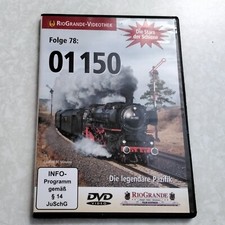 RIOGRANDE-VIDEOTHEK
Die Stars
der Schiene
Folge 78:
01 150
Die legendäre Pazifik
INFO-
Programm
gemäß
§ 14
JuSchG
DVD
VIDEO
RIOGRANDE